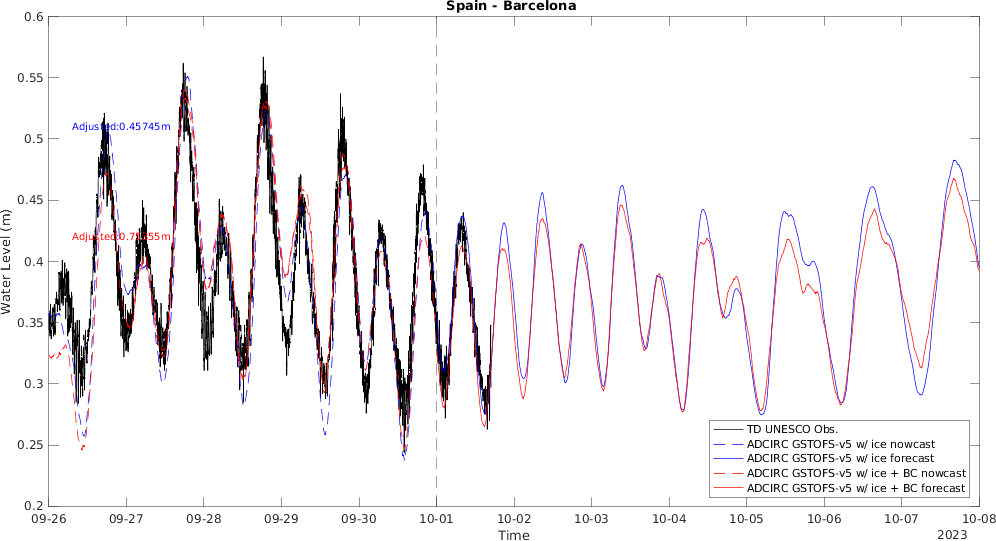 Spain - Barcelona
0.6
0.55
0.5
0.45
0.4
0.35
0.3
0.25
0.2
Water Level (m)
Adjusted:0.45745m
TD UNESCO Obs.
ADCIRC GSTOFS-v5 w/ ice nowcast
ADCIRC GSTOFS-v5 w/ ice forecast
ADCIRC GSTOFS-v5 w/ ice + BC nowcast
ADCIRC GSTOFS-v5 w/ ice + BC forecast
09-26 09-27 09-28 09-29 09-30 10-01 10-02 10-03 10-04 10-05 10-06 10-07 10-08
Time
2023